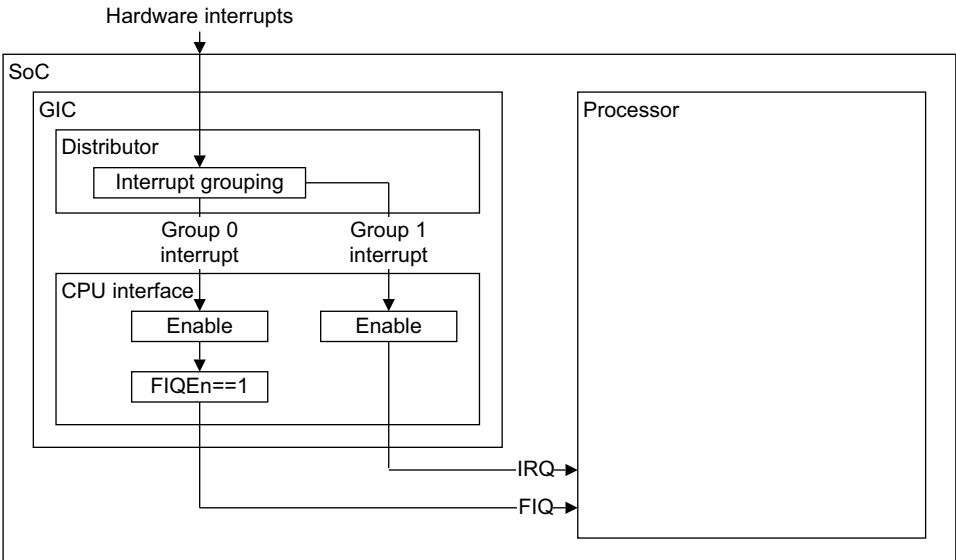 Hardware interrupts
SoC
GIC
Processor
Distributor
Interrupt grouping
Group 0
interrupt
Group 1
interrupt
CPU interface
Enable
Enable
FIQEn==1
IRQ
FIQ